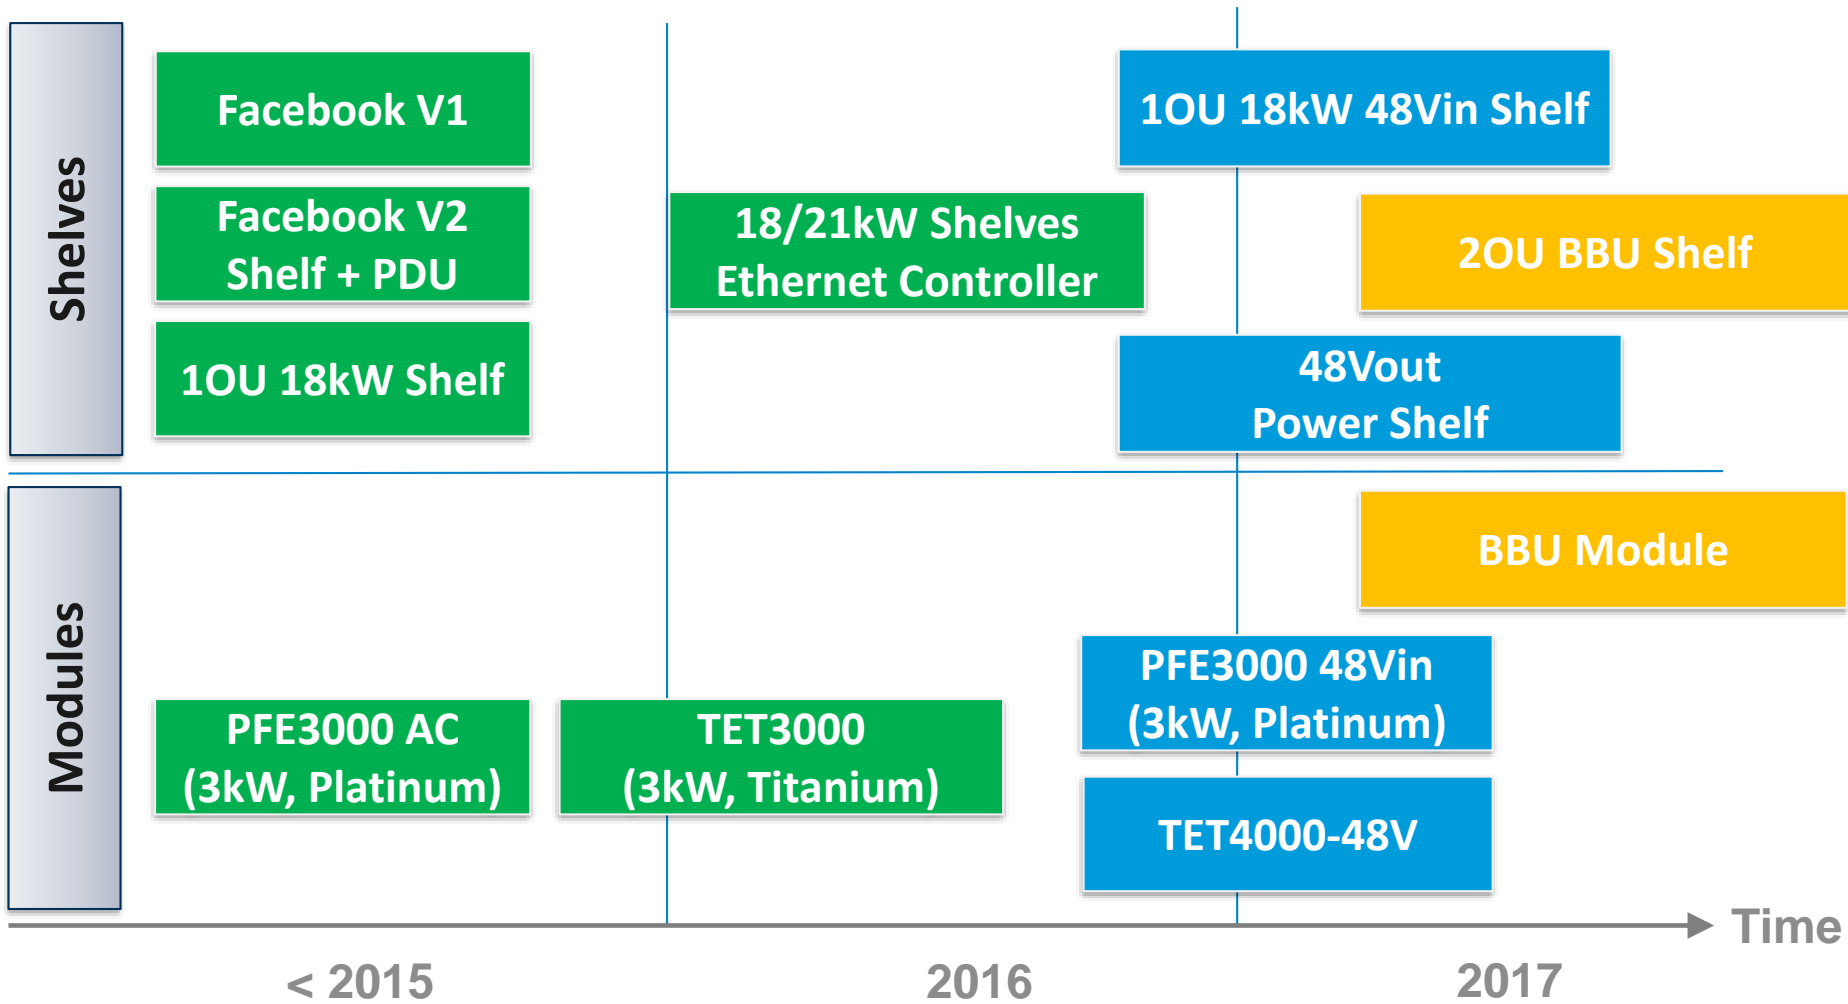 Shelves
Facebook V1
Facebook V2
Shelf + PDU
1OU 18kW Shelf
18/21kW Shelves
Ethernet Controller
1OU 18kW 48Vin Shelf
2OU BBU Shelf
48Vout
Power Shelf
Modules
BBU Module
PFE3000 AC
(3kW, Platinum)
TET3000
(3kW, Titanium)
PFE3000 48Vin
(3kW, Platinum)
TET4000-48V
Time
< 2015
2016
2017